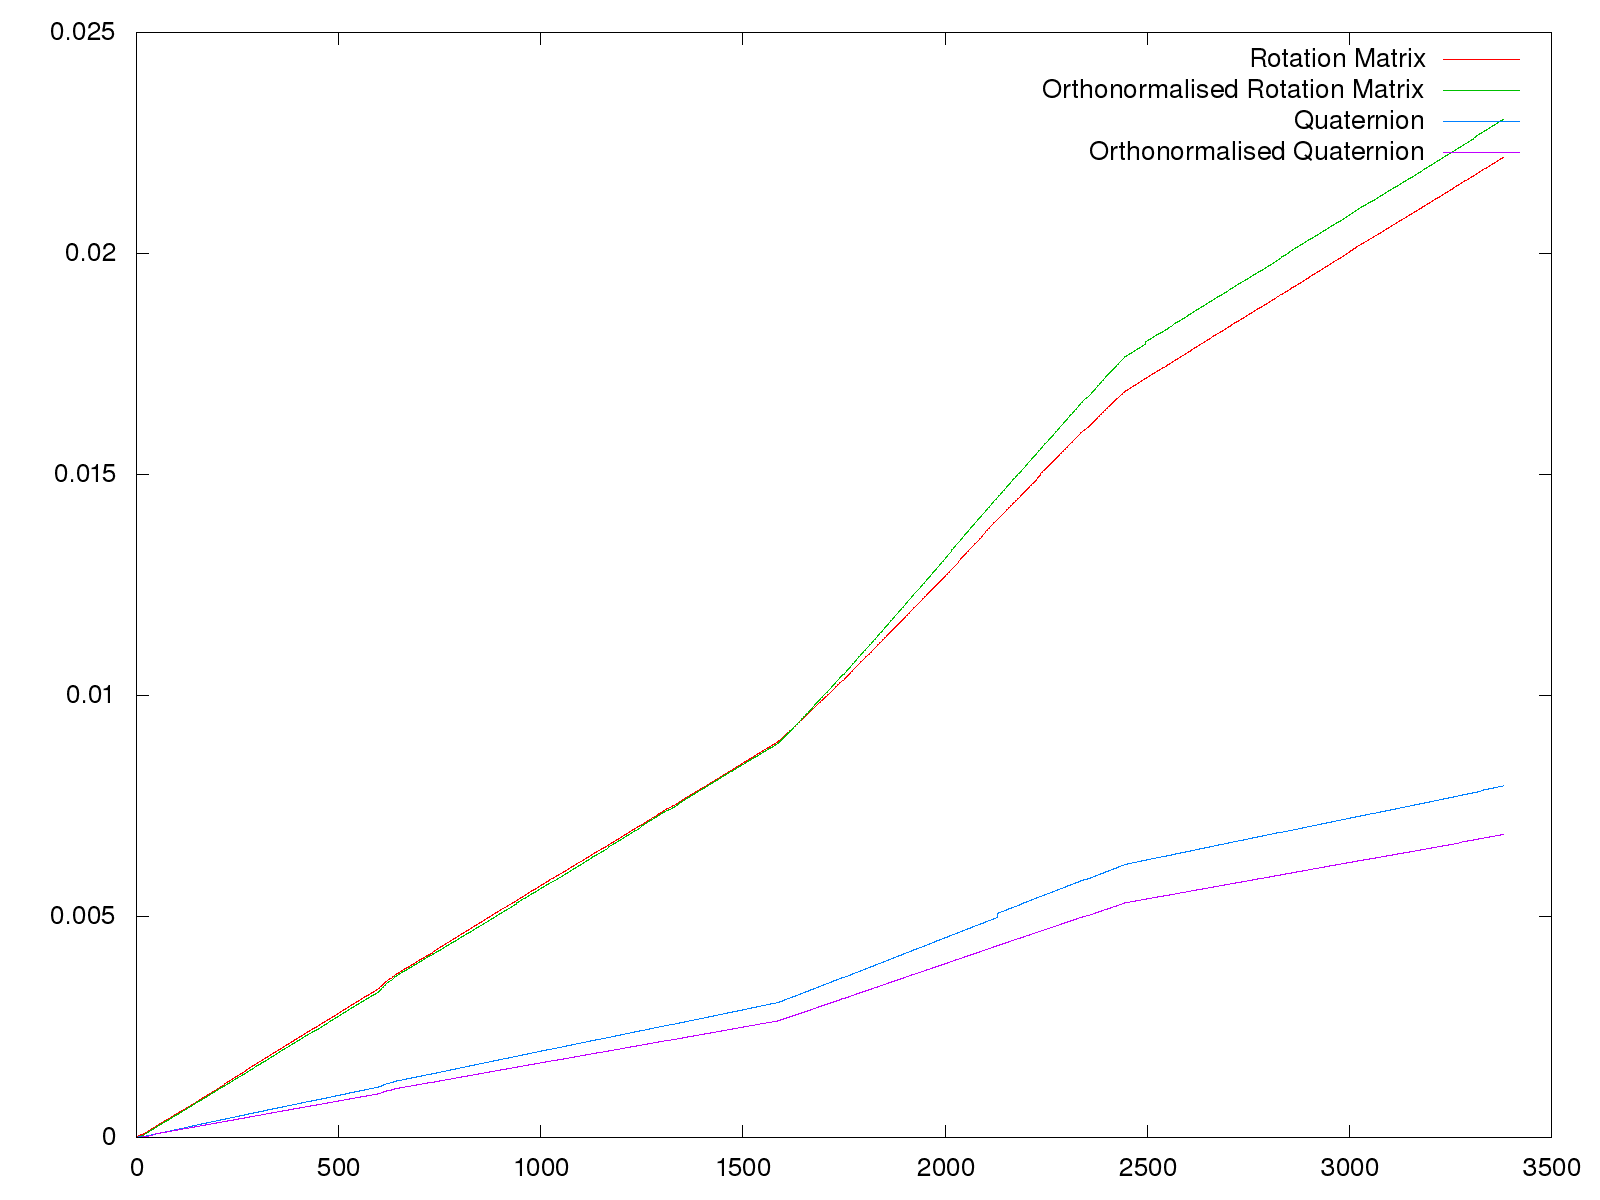 0.025
0.02
0.015
0.01
0.005
0
0 500 1000 1500 2000 2500 3000 3500
Rotation Matrix
Orthonormalised Rotation Matrix
Quaternion
Orthonormalised Quaternion